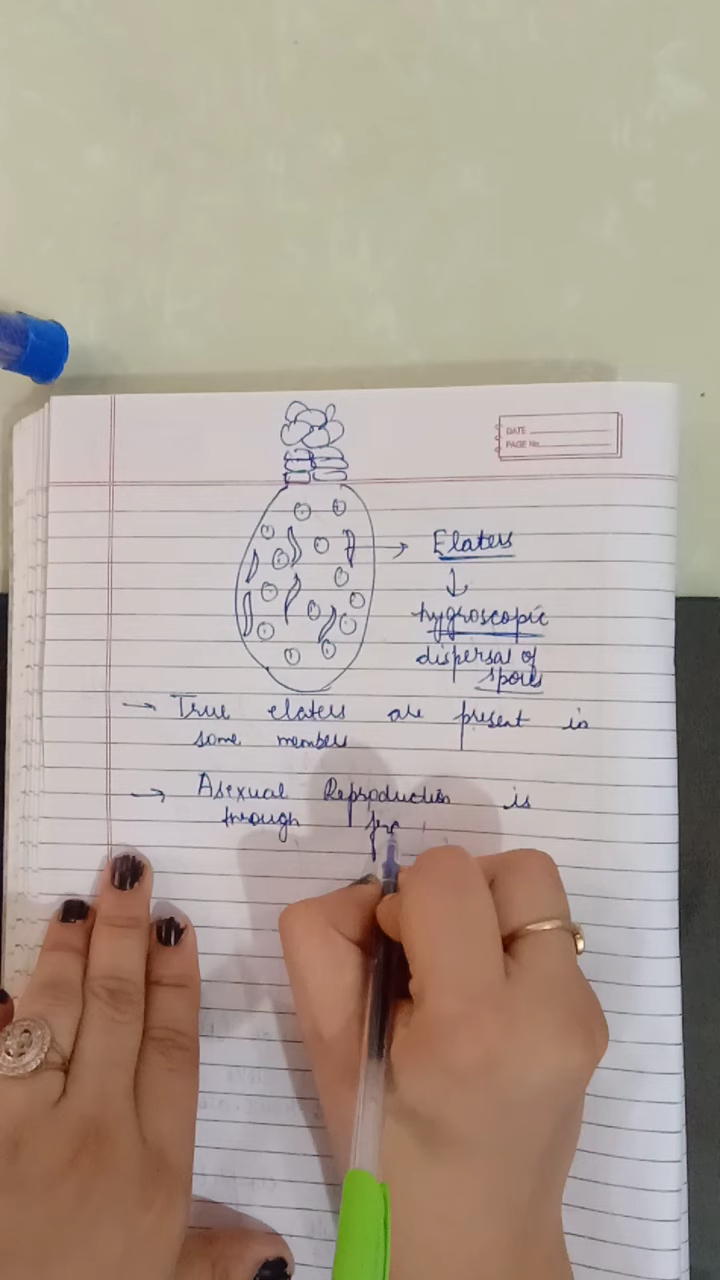 DATE
PAGE No.
Elaters
hygroscopic
dispersal of
spores
→ True elaters are present in
some members
→ Asexual Reproduction is
through